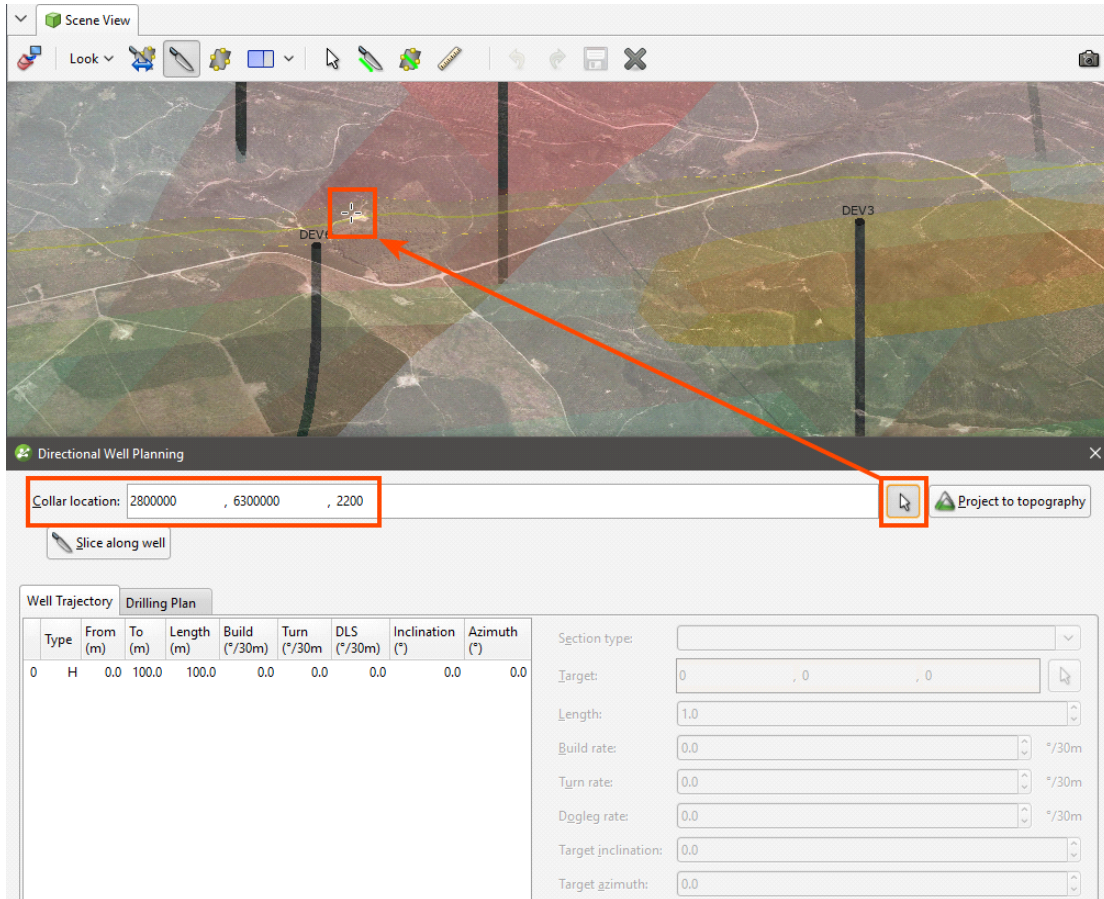 Scene View
Look
DEV3
DEV6
Directional Well Planning
Collar location: 2800000 , 6300000 , 2200 Project to topography
Slice along well
Well Trajectory Drilling Plan
Type From (m) To (m) Length (m) Build (°/30m) Turn (°/30m DLS (°/30m) Inclination (°) Azimuth (°)
0 H 0.0 100.0 100.0 0.0 0.0 0.0 0.0 0.0
Section type:
Target: 0 , 0 , 0
Length: 1.0
Build rate: 0.0 °/30m
Turn rate: 0.0 °/30m
Dogleg rate: 0.0 °/30m
Target inclination: 0.0
Target azimuth: 0.0